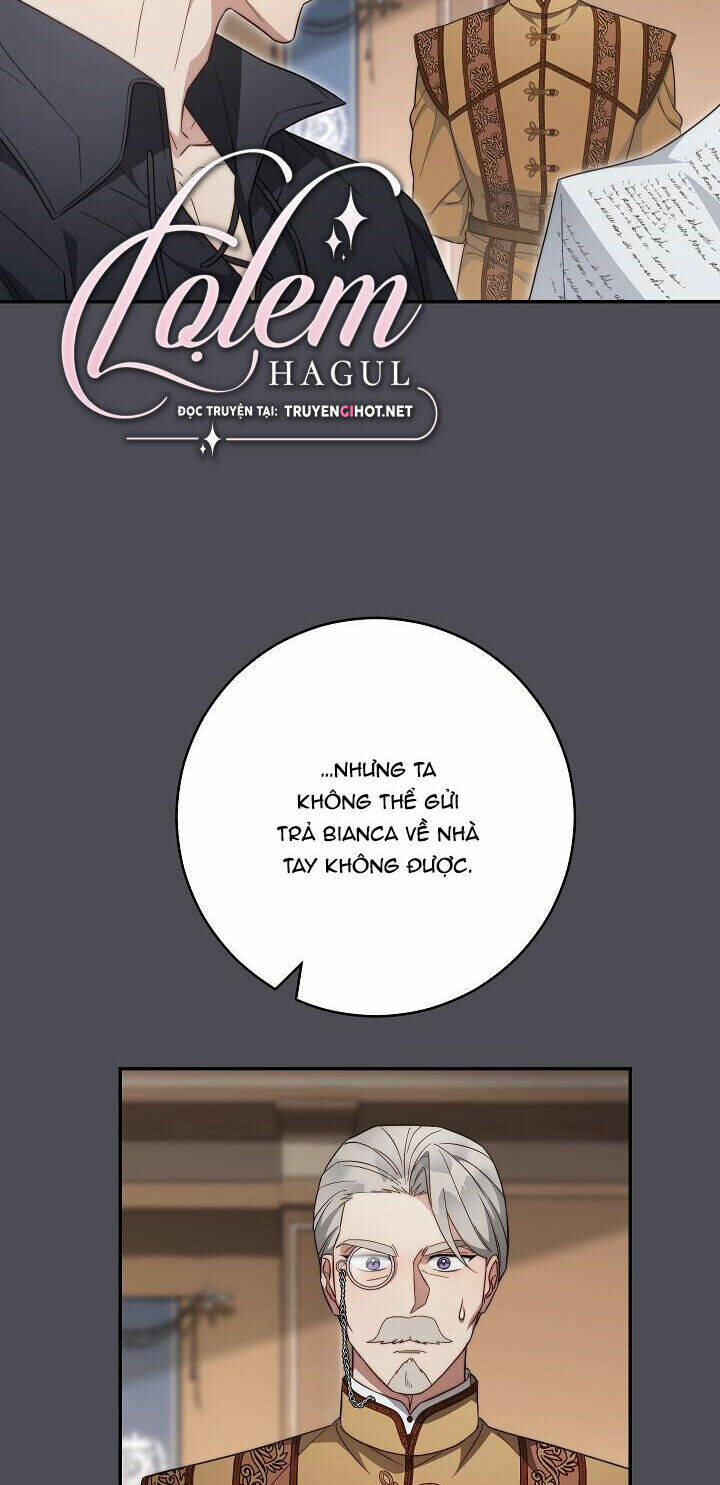 Lọlem
HAGUL
ĐỌC TRUYỆN TẠI: TRUYENGIHOT.NET
...NHƯNG TA
KHÔNG THỂ GỬI
TRẢ BIANCA VỀ NHÀ
TAY KHÔNG ĐƯỢC.